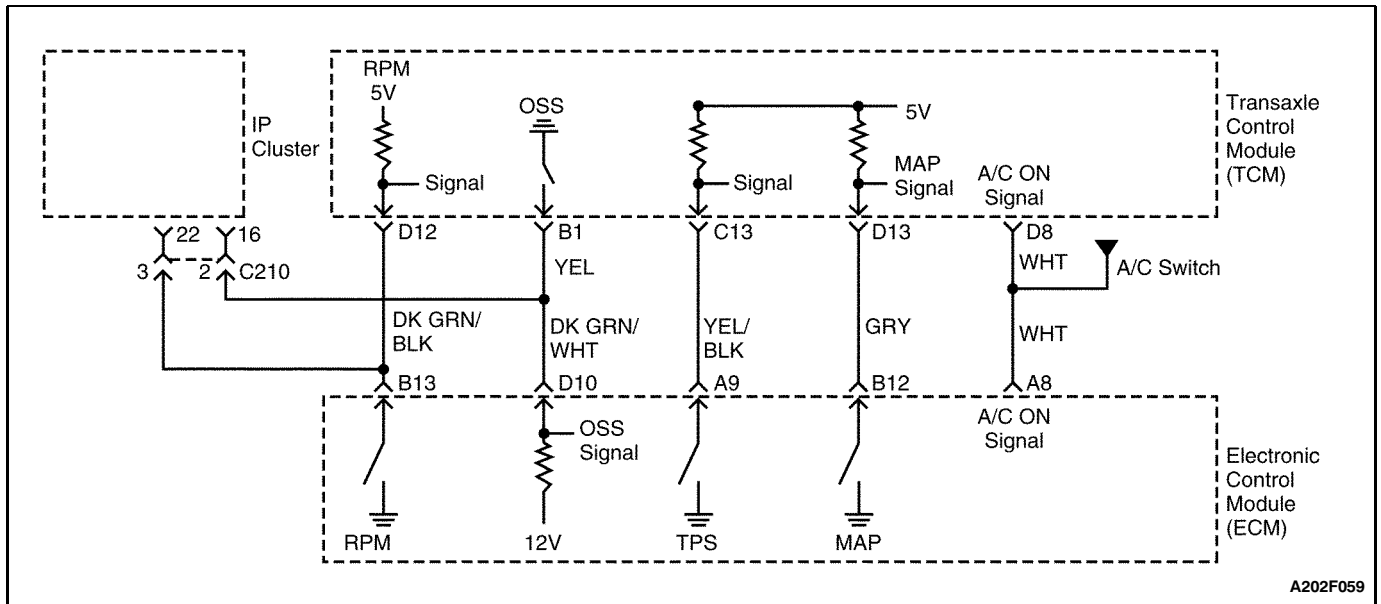 RPM
5V
OSS
5V
Signal
Signal
MAP
Signal
A/C ON
Signal
Transaxle
Control
Module
(TCM)
IP
Cluster
22
16
D12
B1
C13
D13
D8
3
2
C210
YEL
WHT
A/C Switch
DK GRN/
BLK
DK GRN/
WHT
YEL/
BLK
GRY
WHT
B13
D10
A9
B12
A8
OSS
Signal
A/C ON
Signal
Electronic
Control
Module
(ECM)
RPM
12V
TPS
MAP
A202F059